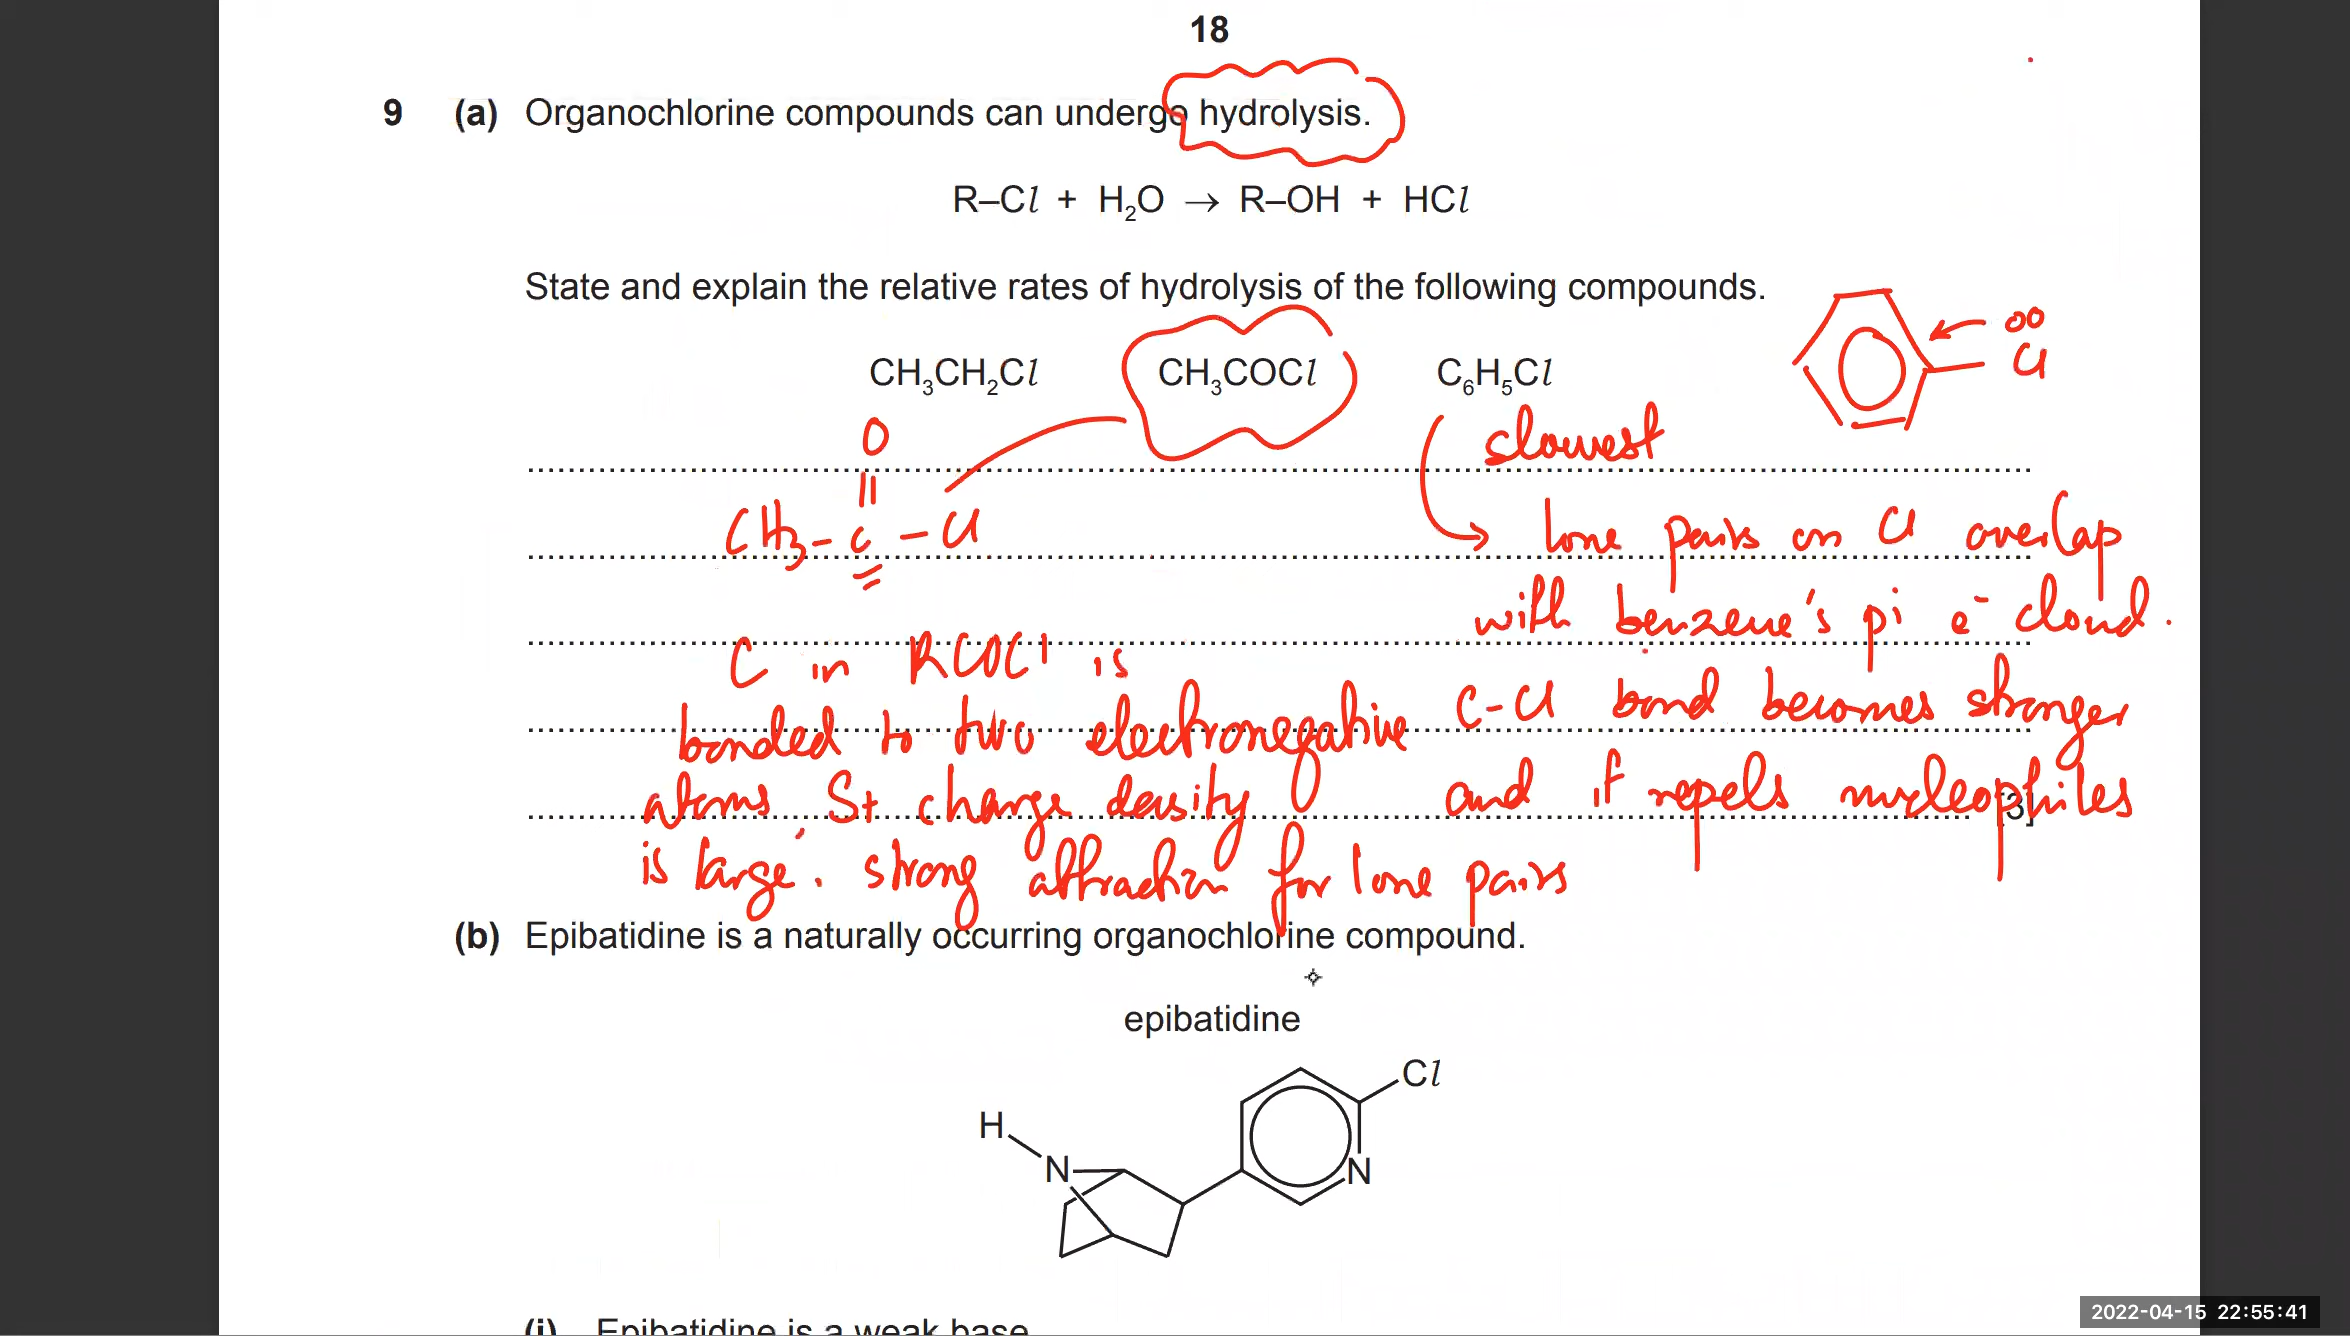 18
9 (a) Organochlorine compounds can undergo hydrolysis.
R–Cl + H₂O → R–OH + HCl
State and explain the relative rates of hydrolysis of the following compounds.
CH₃CH₂Cl CH₃COCl C₆H₅Cl
Cl
slowest
O
CH₃–C–Cl
lone pairs on Cl overlap
with benzene's pi e⁻ cloud.
C in RCOCl is
bonded to two electronegative
atoms. δ+ charge density
is large. strong attraction for lone pairs
C–Cl bond becomes stronger
and it repels nucleophiles
[3]
(b) Epibatidine is a naturally occurring organochlorine compound.
epibatidine
Cl
H
N
N
(i) Epibatidine is a weak base
2022-04-15 22:55:41